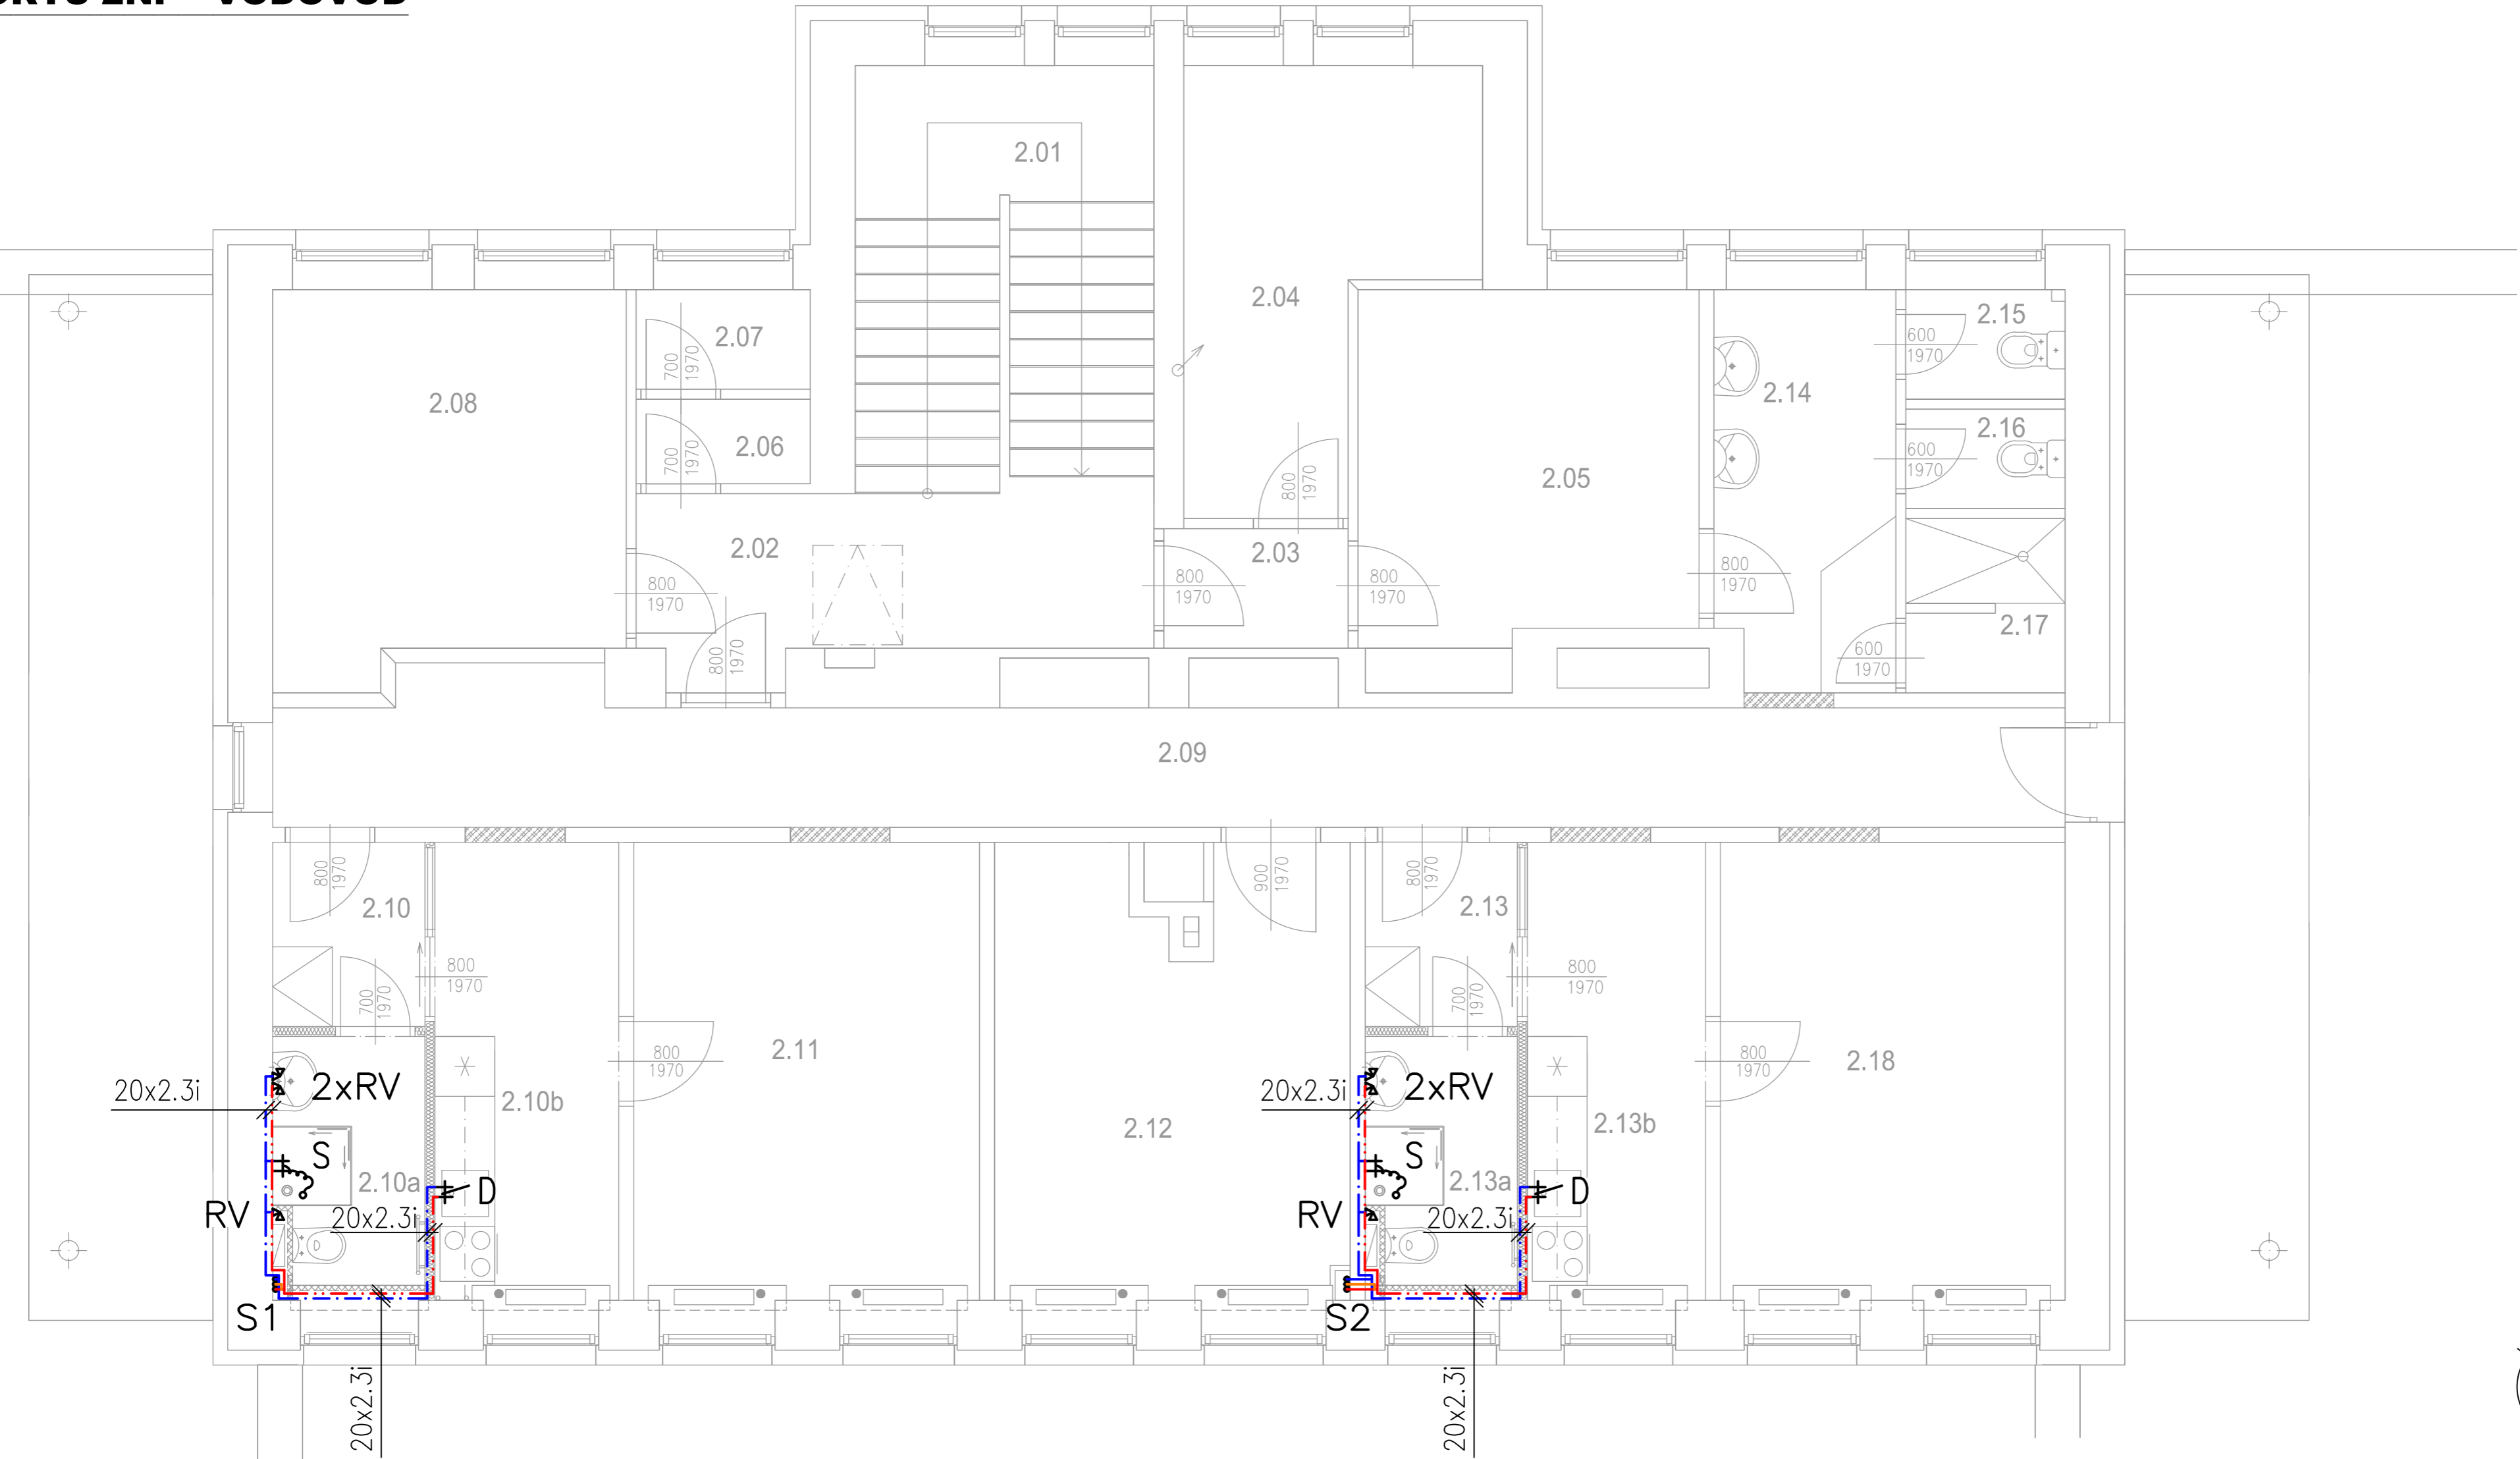 VODOVOD
2.01
2.04
2.15
600
1970
2.07
700
1970
2.08
2.14
2.16
600
1970
2.06
700
1970
2.05
800
1970
2.02
2.03
800
1970
800
1970
800
1970
800
1970
2.17
800
1970
600
1970
2.09
800
1970
900
1970
800
1970
2.10
2.13
800
1970
800
1970
700
1970
700
1970
2.11
800
1970
800
1970
2.18
20x2.3i
2xRV
2.10b
20x2.3i
2xRV
2.13b
2.12
S
2.10a
D
S
2.13a
D
RV
20x2.3i
RV
20x2.3i
S1
S2
20x2.3i
20x2.3i